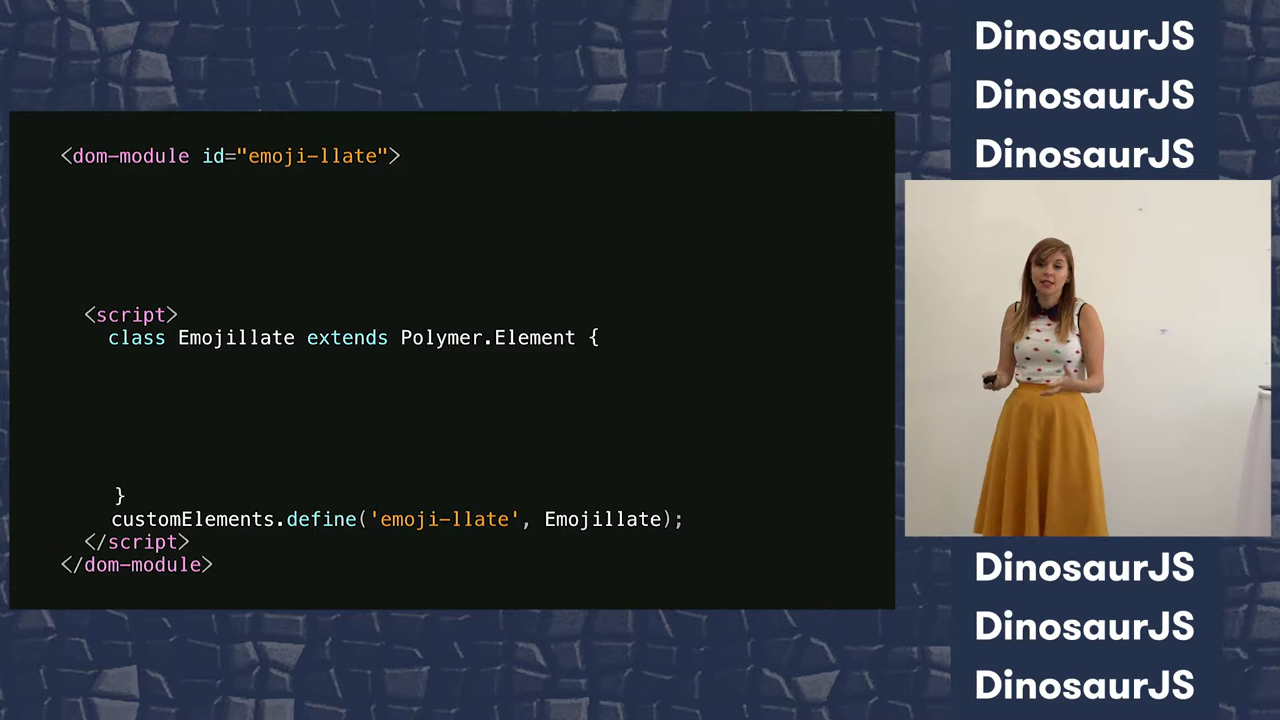 <dom-module id="emoji-llate">
<script>
class Emojillate extends Polymer.Element {
}
customElements.define('emoji-llate', Emojillate);
</script>
</dom-module>
DinosaurJS
DinosaurJS
DinosaurJS
DinosaurJS
DinosaurJS
DinosaurJS